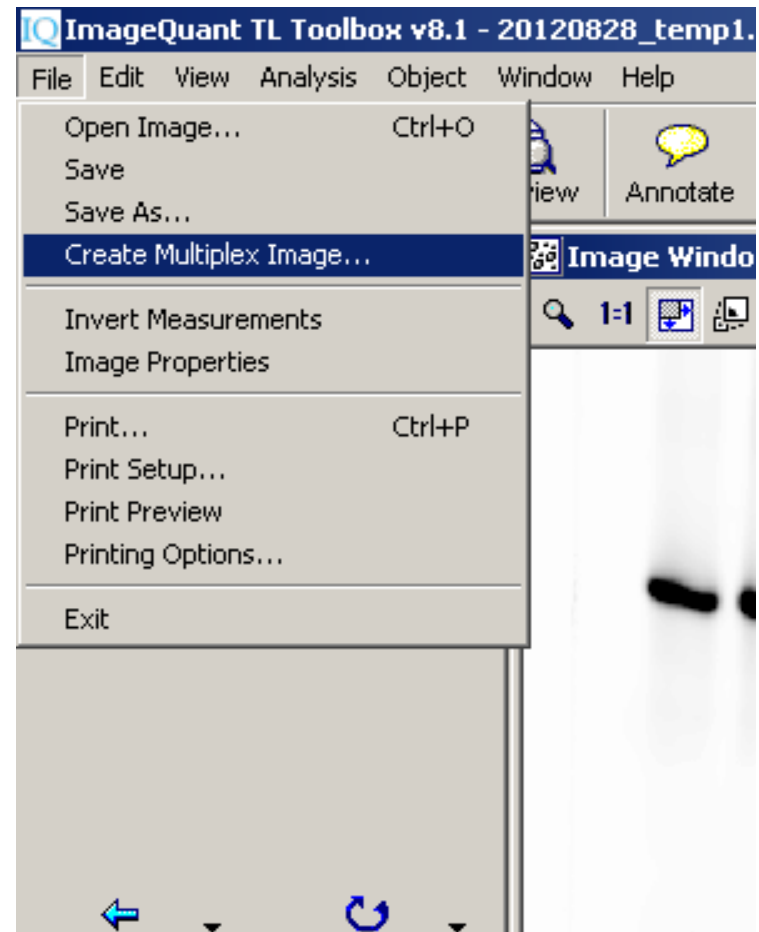 IQ ImageQuant TL Toolbox v8.1 - 20120828_temp1.
File Edit View Analysis Object Window Help
Open Image... Ctrl+O
Save
Save As...
Create Multiplex Image...
Invert Measurements
Image Properties
Print... Ctrl+P
Print Setup...
Print Preview
Printing Options...
Exit
iew Annotate
Image Windo
1:1